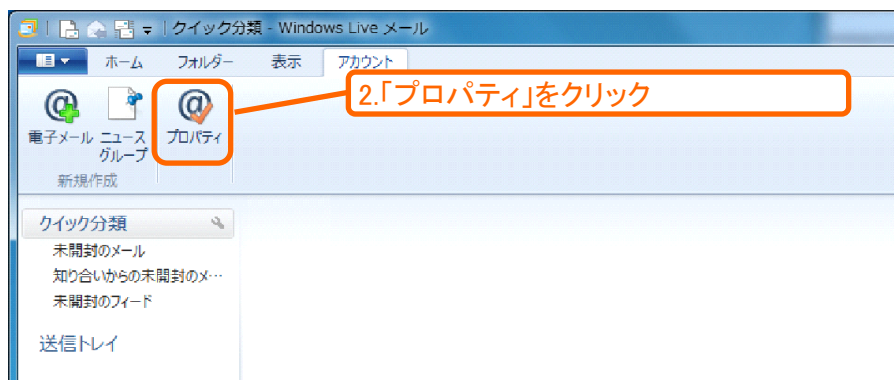 クイック分類 - Windows Live メール
ホーム フォルダー 表示 アカウント
2.「プロパティ」をクリック
電子メール ニュース グループ プロパティ
新規作成
クイック分類
未開封のメール
知り合いからの未開封のメ…
未開封のフィード
送信トレイ